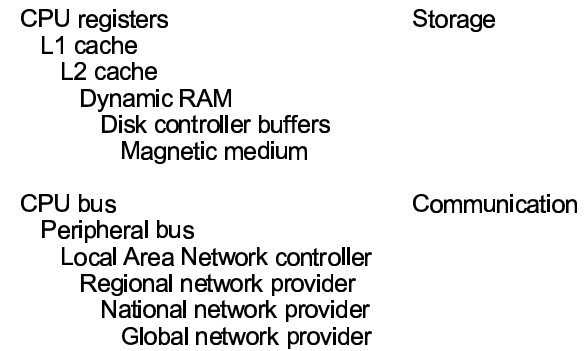 CPU registers Storage
L1 cache
L2 cache
Dynamic RAM
Disk controller buffers
Magnetic medium
CPU bus Communication
Peripheral bus
Local Area Network controller
Regional network provider
National network provider
Global network provider